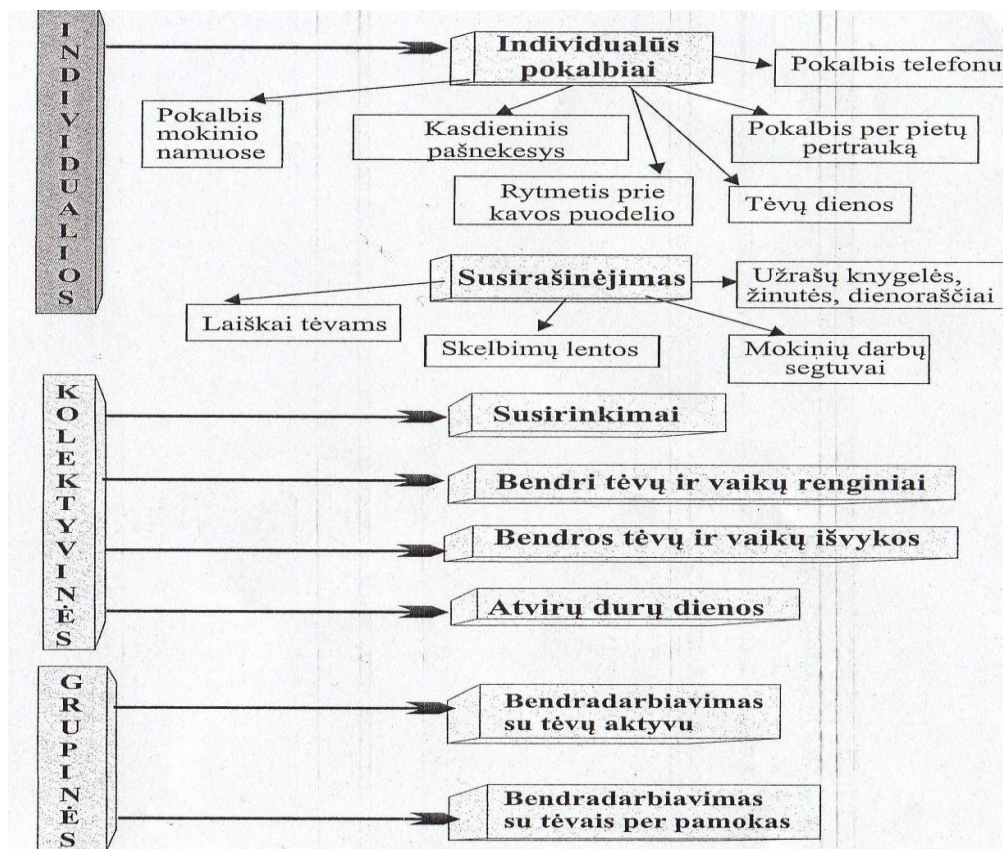 INDIVIDUALIOS
Individualūs
pokalbiai
Pokalbis telefonu
Pokalbis
mokinio
namuose
Kasdieninis
pašnekesys
Pokalbis per pietų
pertrauką
Rytmetis prie
kavos puodelio
Tėvų dienos
Susirašinėjimas
Užrašų knygelės,
žinutės, dienoraščiai
Laiškai tėvams
Skelbimų lentos
Mokinių darbų
segtuvai
KOLEKTYVINĖS
Susirinkimai
Bendri tėvų ir vaikų renginiai
Bendros tėvų ir vaikų išvykos
Atvirų durų dienos
GRUPINĖS
Bendradarbiavimas
su tėvų aktyvu
Bendradarbiavimas
su tėvais per pamokas